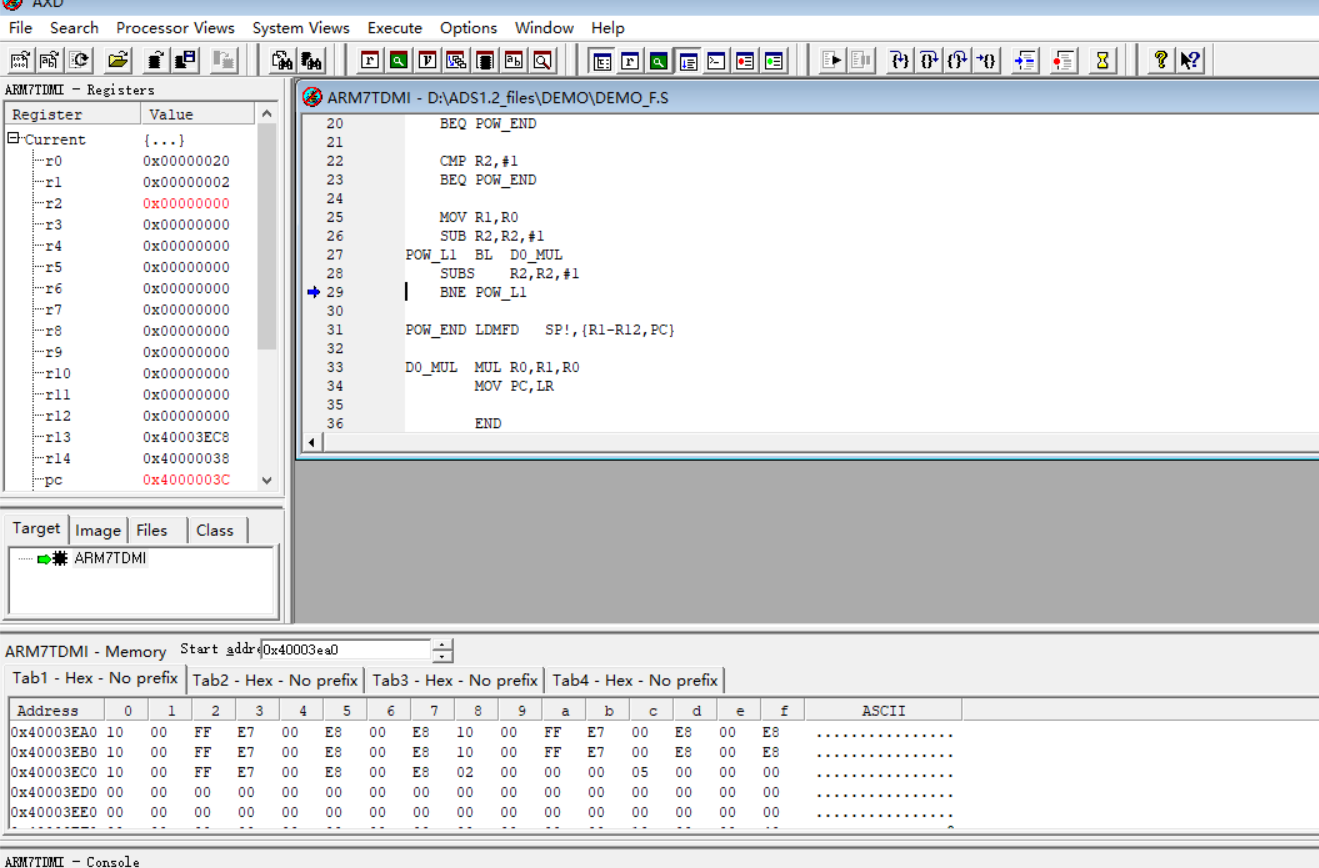 AXD
File Search Processor Views System Views Execute Options Window Help
ARM7TDMI - Registers
Register Value
Current {...}
r0 0x00000020
r1 0x00000002
r2 0x00000000
r3 0x00000000
r4 0x00000000
r5 0x00000000
r6 0x00000000
r7 0x00000000
r8 0x00000000
r9 0x00000000
r10 0x00000000
r11 0x00000000
r12 0x00000000
r13 0x40003EC8
r14 0x40000038
pc 0x4000003C
ARM7TDMI - D:\ADS1.2_files\DEMO\DEMO_F.S
20 BEQ POW_END
21
22 CMP R2,#1
23 BEQ POW_END
24
25 MOV R1,R0
26 SUB R2,R2,#1
27 POW_L1 BL DO_MUL
28 SUBS R2,R2,#1
29 BNE POW_L1
30
31 POW_END LDMFD SP!,{R1-R12,PC}
32
33 DO_MUL MUL R0,R1,R0
34 MOV PC,LR
35
36 END
Target Image Files Class
ARM7TDMI
ARM7TDMI - Memory Start addre 0x40003ea0
Tab1 - Hex - No prefix Tab2 - Hex - No prefix Tab3 - Hex - No prefix Tab4 - Hex - No prefix
Address 0 1 2 3 4 5 6 7 8 9 a b c d e f ASCII
0x40003EA0 10 00 FF E7 00 E8 00 E8 10 00 FF E7 00 E8 00 E8 ................
0x40003EB0 10 00 FF E7 00 E8 00 E8 10 00 FF E7 00 E8 00 E8 ................
0x40003EC0 10 00 FF E7 00 E8 00 E8 02 00 00 00 05 00 00 00 ................
0x40003ED0 00 00 00 00 00 00 00 00 00 00 00 00 00 00 00 00 ................
0x40003EE0 00 00 00 00 00 00 00 00 00 00 00 00 00 00 00 00 ................
ARM7TDMI - Console